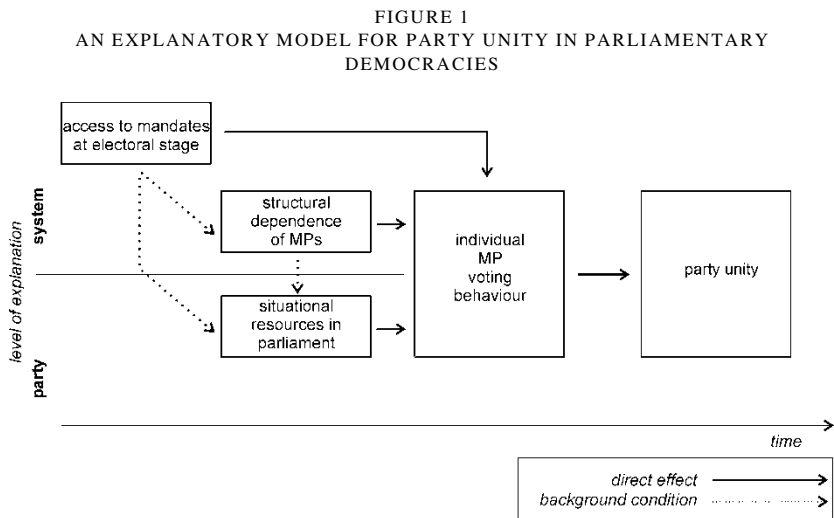 FIGURE 1
AN EXPLANATORY MODEL FOR PARTY UNITY IN PARLIAMENTARY
DEMOCRACIES
access to mandates
at electoral stage
structural
dependence
of MPs
situational
resources in
parliament
individual
MP
voting
behaviour
party unity
level of explanation
system
party
time
direct effect
background condition